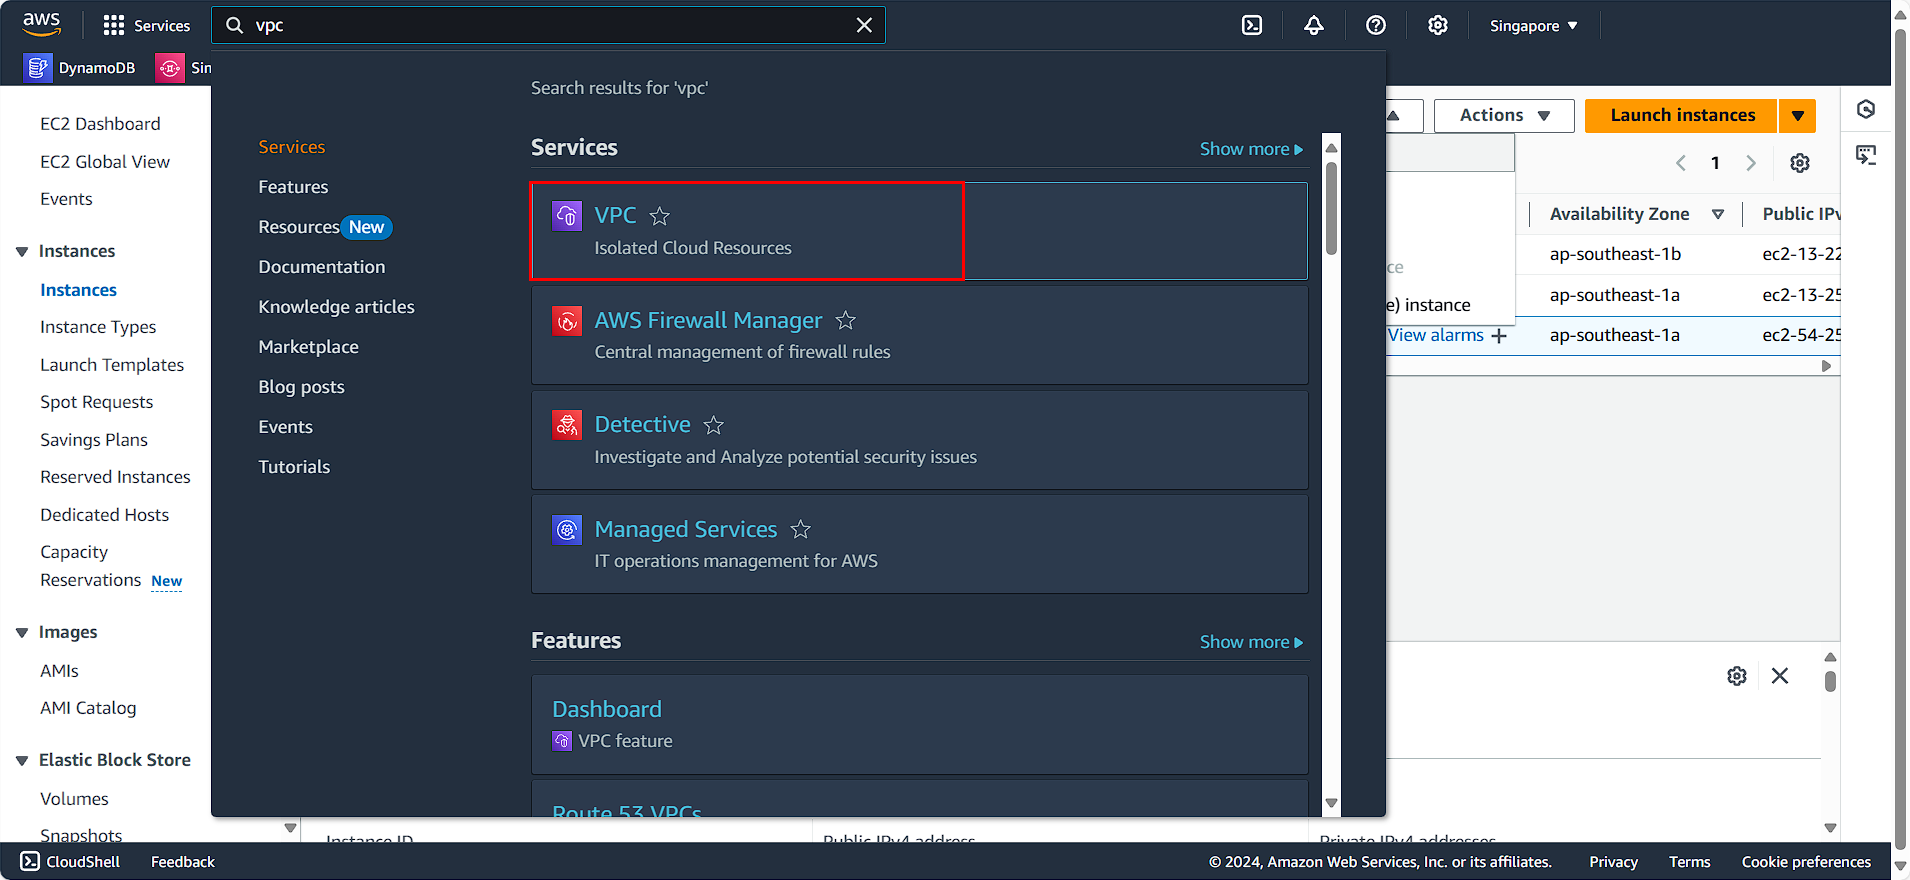 aws
Services
vpc
Singapore
DynamoDB
Sim
EC2 Dashboard
EC2 Global View
Events
Instances
Instances
Instance Types
Launch Templates
Spot Requests
Savings Plans
Reserved Instances
Dedicated Hosts
Capacity
Reservations New
Images
AMIs
AMI Catalog
Elastic Block Store
Volumes
Snapshots
Search results for 'vpc'
Services
Features
Resources New
Documentation
Knowledge articles
Marketplace
Blog posts
Events
Tutorials
Services
Show more
VPC
Isolated Cloud Resources
AWS Firewall Manager
Central management of firewall rules
Detective
Investigate and Analyze potential security issues
Managed Services
IT operations management for AWS
Features
Show more
Dashboard
VPC feature
Route 53 VPCs
Actions
Launch instances
1
Availability Zone
Public IPv
ce
ap-southeast-1b
ec2-13-22
ap-southeast-1a
ec2-13-25
e) instance
View alarms +
ap-southeast-1a
ec2-54-25
Instance ID
Public IPv4 address
Private IPv4 addresses
CloudShell
Feedback
© 2024, Amazon Web Services, Inc. or its affiliates.
Privacy
Terms
Cookie preferences